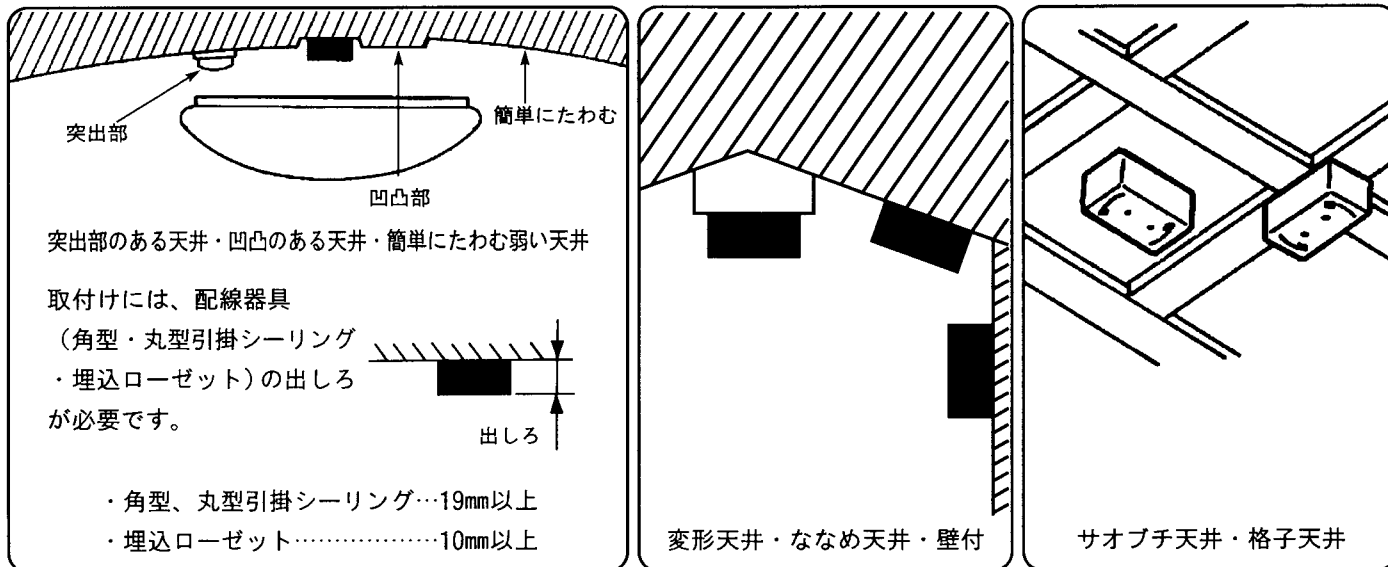 突出部
簡単にたわむ
凹凸部
突出部のある天井・凹凸のある天井・簡単にたわむ弱い天井
取付けには、配線器具
（角型・丸型引掛シーリング
・埋込ローゼット）の出しろ
が必要です。
出しろ
・角型、丸型引掛シーリング…19㎜以上
・埋込ローゼット………………10㎜以上
変形天井・ななめ天井・壁付
サオブチ天井・格子天井